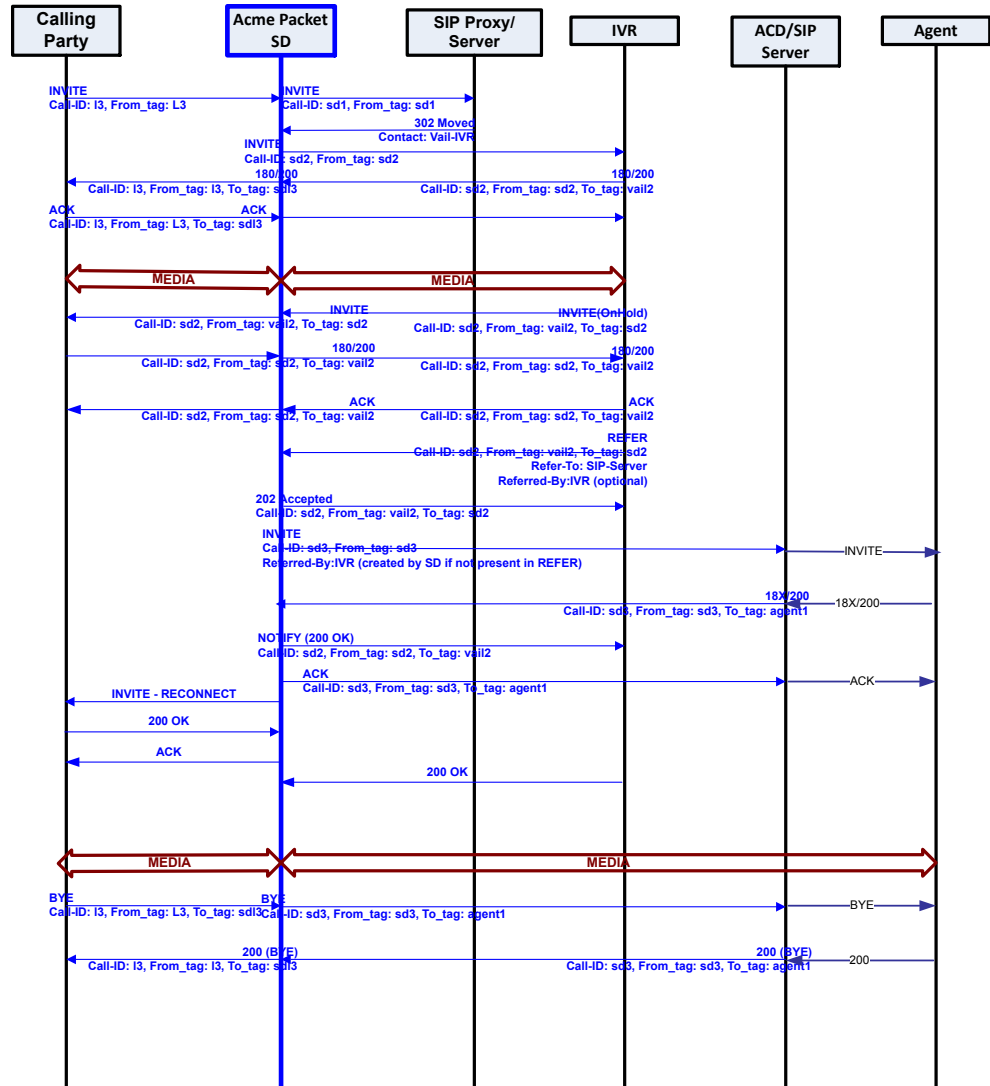 Calling
Party
Acme Packet
SD
SIP Proxy/
Server
IVR
ACD/SIP
Server
Agent
INVITE
Call-ID: l3, From_tag: L3
INVITE
Call-ID: sd1, From_tag: sd1
302 Moved
Contact: Vail-IVR
INVITE
Call-ID: sd2, From_tag: sd2
180/200
Call-ID: l3, From_tag: l3, To_tag: sdl3
180/200
Call-ID: sd2, From_tag: sd2, To_tag: vail2
ACK
Call-ID: l3, From_tag: L3, To_tag: sdl3
ACK
MEDIA
MEDIA
INVITE
Call-ID: sd2, From_tag: vail2, To_tag: sd2
INVITE(OnHold)
Call-ID: sd2, From_tag: vail2, To_tag: sd2
180/200
Call-ID: sd2, From_tag: sd2, To_tag: vail2
180/200
Call-ID: sd2, From_tag: sd2, To_tag: vail2
ACK
Call-ID: sd2, From_tag: sd2, To_tag: vail2
ACK
Call-ID: sd2, From_tag: sd2, To_tag: vail2
REFER
Call-ID: sd2, From_tag: vail2, To_tag: sd2
Refer-To: SIP-Server
Referred-By:IVR (optional)
202 Accepted
Call-ID: sd2, From_tag: vail2, To_tag: sd2
INVITE
Call-ID: sd3, From_tag: sd3
Referred-By:IVR (created by SD if not present in REFER)
INVITE
18X/200
Call-ID: sd3, From_tag: sd3, To_tag: agent1
18X/200
NOTIFY (200 OK)
Call-ID: sd2, From_tag: sd2, To_tag: vail2
ACK
Call-ID: sd3, From_tag: sd3, To_tag: agent1
ACK
INVITE - RECONNECT
200 OK
ACK
200 OK
MEDIA
MEDIA
BYE
Call-ID: l3, From_tag: L3, To_tag: sdl3
BYE
Call-ID: sd3, From_tag: sd3, To_tag: agent1
BYE
200 (BYE)
Call-ID: l3, From_tag: l3, To_tag: sdl3
200 (BYE)
Call-ID: sd3, From_tag: sd3, To_tag: agent1
200